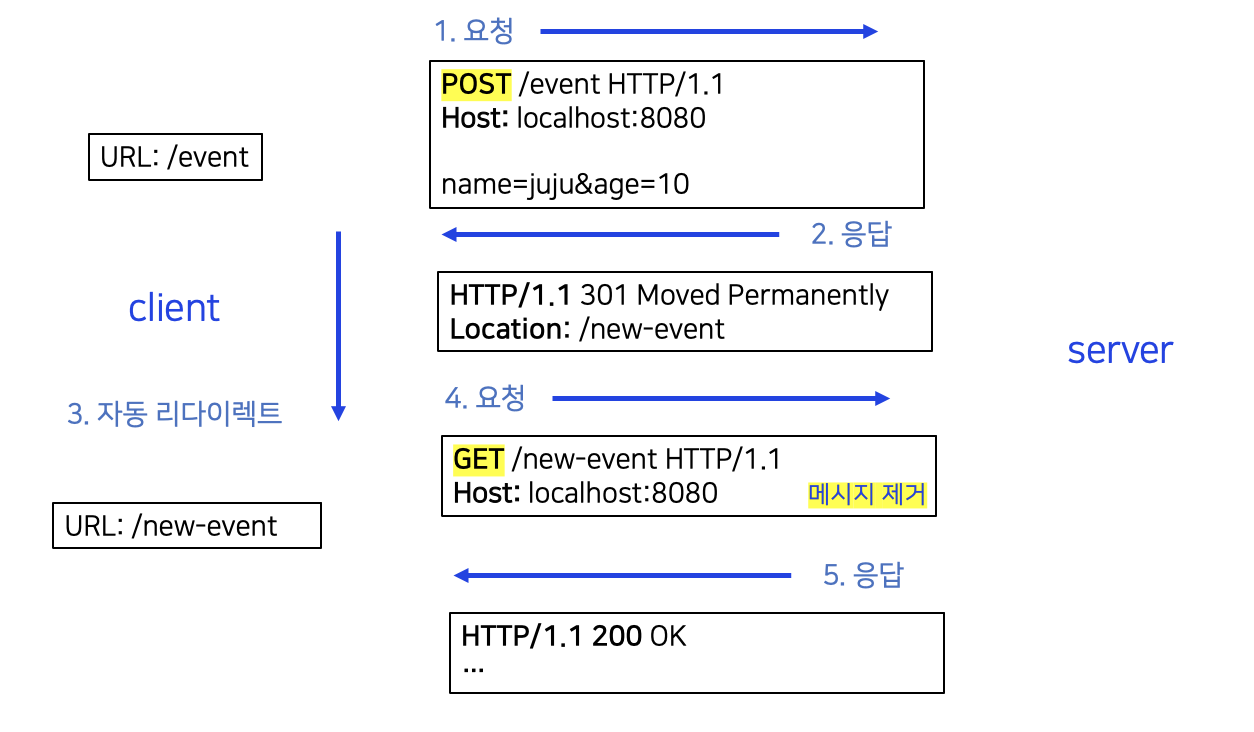 1. 요청
POST /event HTTP/1.1
Host: localhost:8080
name=juju&age=10
URL: /event
2. 응답
HTTP/1.1 301 Moved Permanently
Location: /new-event
client
server
3. 자동 리다이렉트
4. 요청
GET /new-event HTTP/1.1
Host: localhost:8080
메시지 제거
URL: /new-event
5. 응답
HTTP/1.1 200 OK
...